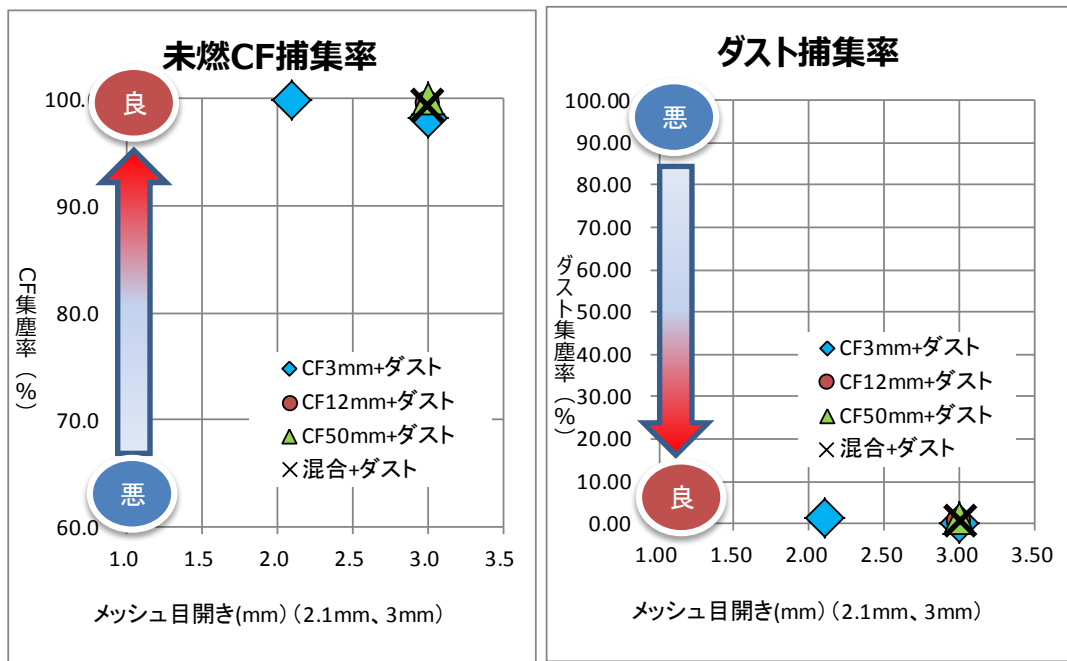 未燃CF捕集率
良
悪
100.0
90.0
80.0
70.0
60.0
CF集塵率 (%)
CF3mm+ダスト
CF12mm+ダスト
CF50mm+ダスト
混合+ダスト
1.0 1.5 2.0 2.5 3.0 3.5
メッシュ目開き(mm) (2.1mm、3mm)
ダスト捕集率
悪
良
100.00
90.00
80.00
70.00
60.00
50.00
40.00
30.00
20.00
10.00
0.00
ダスト集塵率 (%)
CF3mm+ダスト
CF12mm+ダスト
CF50mm+ダスト
混合+ダスト
1.00 1.50 2.00 2.50 3.00 3.50
メッシュ目開き(mm) (2.1mm、3mm)